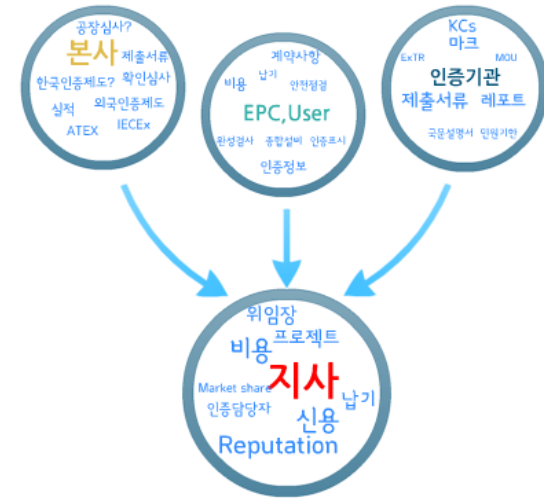 공장심사?
본사
제출서류
한국인증제도?
확인심사
실적
외국인증제도
ATEX
IECEx
계약사항
비용
납기
안전점검
EPC,User
완성검사
종합설비
인증표시
인증정보
KCs
마크
ExTR
MOU
인증기관
제출서류
레포트
국문설명서
민원기한
위임장
프로젝트
비용
지사
Market share
납기
인증담당자
신용
Reputation